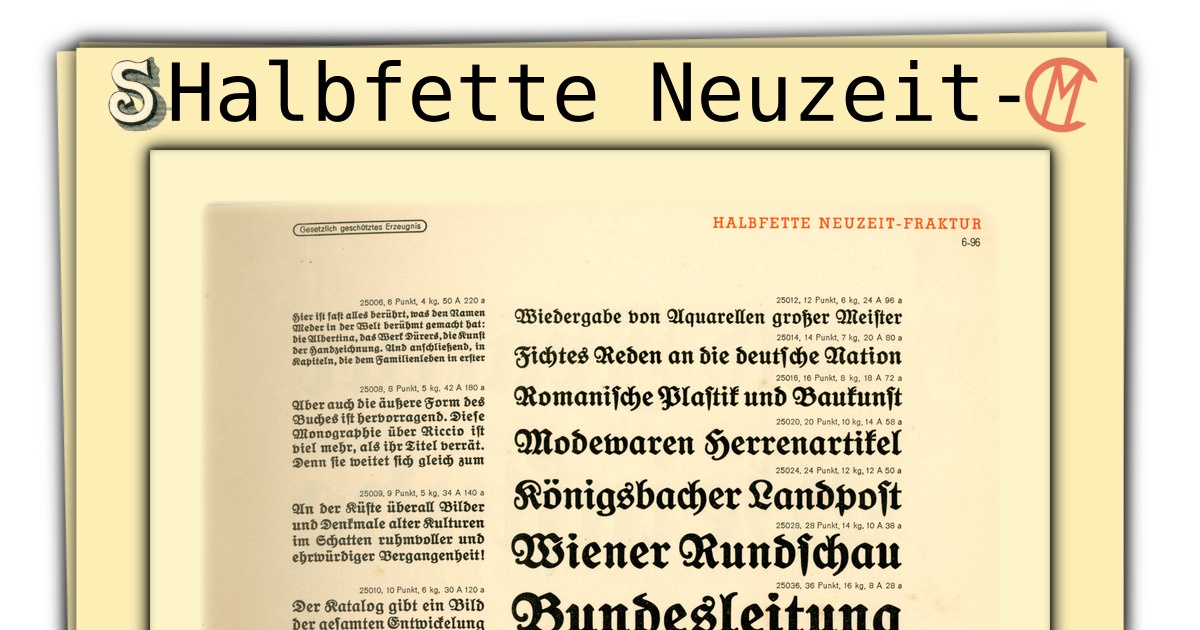 Halbfette Neuzeit-
Gesetzlich geschütztes Erzeugnis
HALBFETTE NEUZEIT-FRAKTUR
6-96
25006, 6 Punkt, 4 kg, 50 A 220 a
Hier ist fast alles berührt, was den Namen
Meder in der Welt berühmt gemacht hat:
die Albertina, das Werk Dürers, die Kunst
der Handzeichnung. Und anschließend, in
Kapiteln, die dem Familienleben in erster
25008, 8 Punkt, 5 kg, 42 A 180 a
Aber auch die äußere Form des
Buches ist hervorragend. Diese
Monographie über Riccio ist
viel mehr, als ihr Titel verrät.
Denn sie weitet sich gleich zum
25009, 9 Punkt, 5 kg, 34 A 140 a
An der Küste überall Bilder
und Denkmale alter Kulturen
im Schatten ruhmvoller und
ehrwürdiger Vergangenheit!
25010, 10 Punkt, 6 kg, 30 A 120 a
Der Katalog gibt ein Bild
der gesamten Entwickelung
25012, 12 Punkt, 6 kg, 24 A 96 a
Wiedergabe von Aquarellen großer Meister
25014, 14 Punkt, 7 kg, 20 A 80 a
Fichtes Reden an die deutsche Nation
25016, 16 Punkt, 8 kg, 18 A 72 a
Romanische Plastik und Baukunst
25020, 20 Punkt, 10 kg, 14 A 58 a
Modewaren Herrenartikel
25024, 24 Punkt, 12 kg, 12 A 50 a
Königsbacher Landpost
25028, 28 Punkt, 14 kg, 10 A 38 a
Wiener Rundschau
25036, 36 Punkt, 16 kg, 8 A 28 a
Bundesleitung